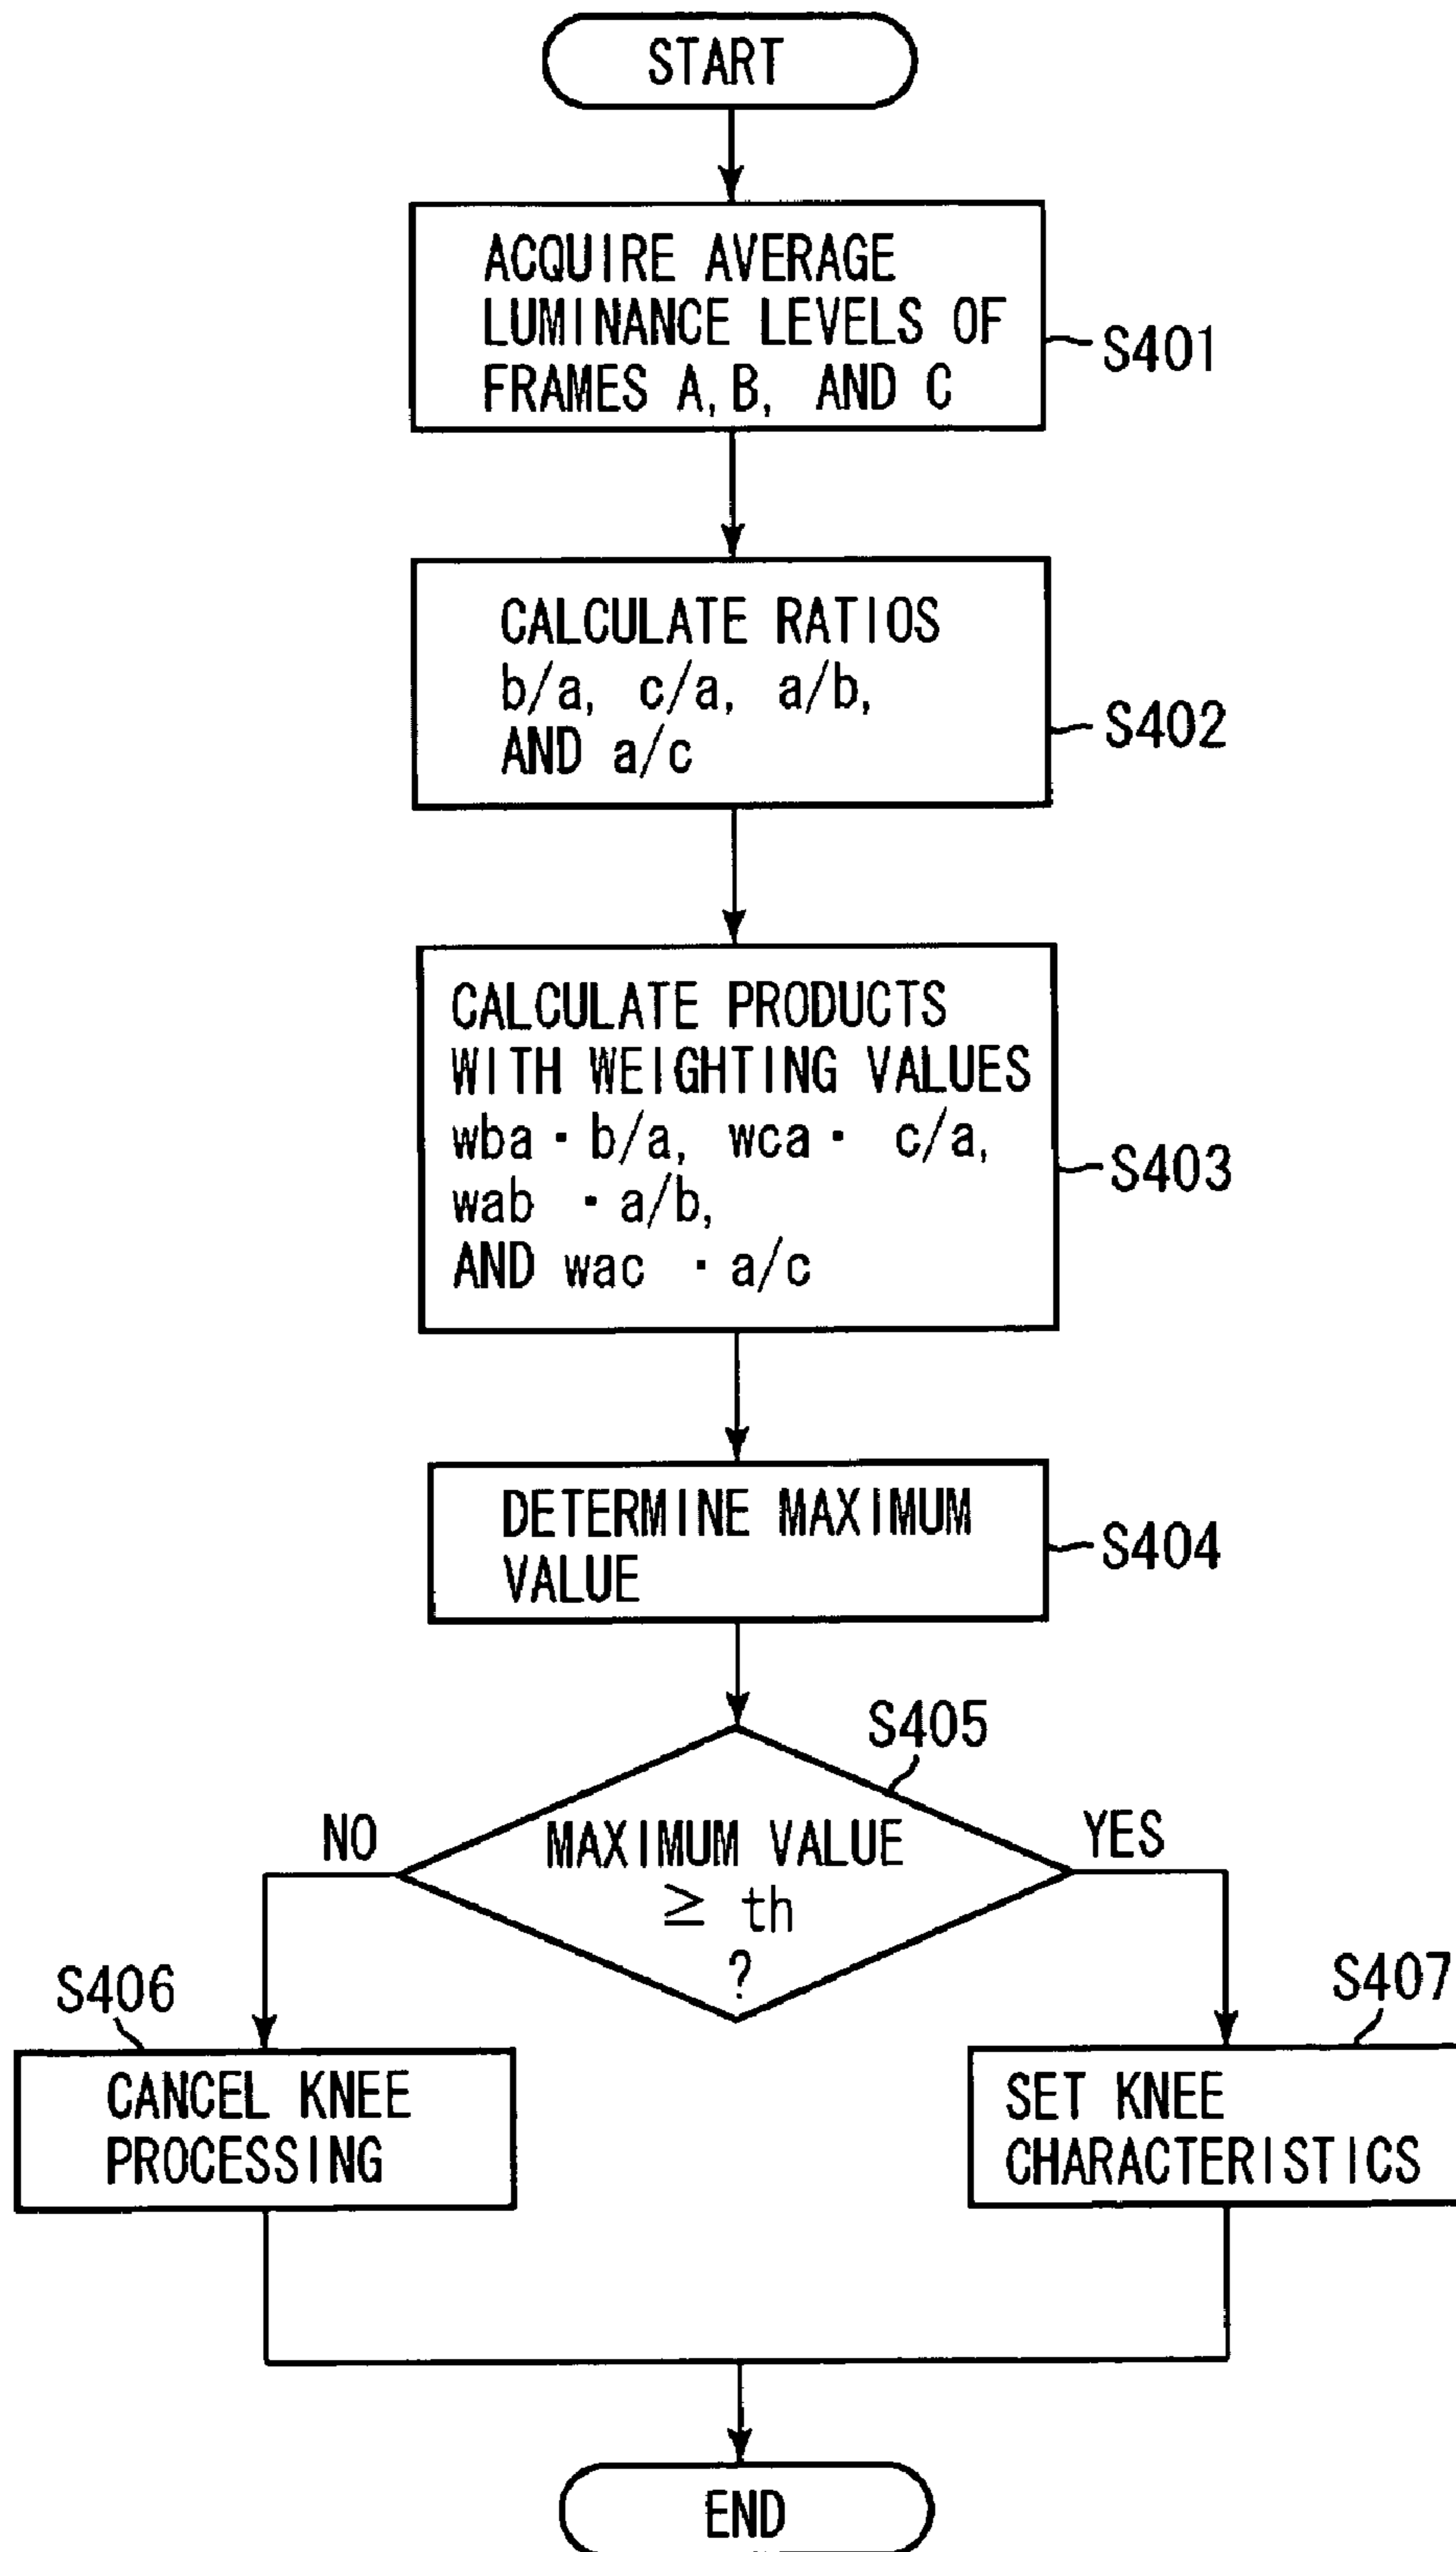 START
ACQUIRE AVERAGE
LUMINANCE LEVELS OF
FRAMES A, B, AND C
S401
CALCULATE RATIOS
b/a, c/a, a/b,
AND a/c
S402
CALCULATE PRODUCTS
WITH WEIGHTING VALUES
wba · b/a, wca · c/a,
wab · a/b,
AND wac · a/c
S403
DETERMINE MAXIMUM
VALUE
S404
S405
NO
MAXIMUM VALUE
≥ th
?
YES
S406
CANCEL KNEE
PROCESSING
S407
SET KNEE
CHARACTERISTICS
END